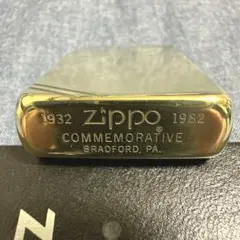 1932 Zippo 1982
COMMEMORATIVE
BRADFORD, PA.